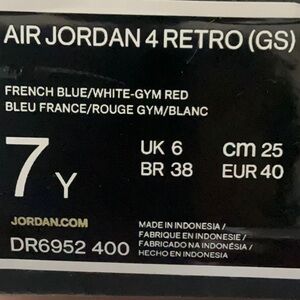 AIR JORDAN 4 RETRO (GS)
FRENCH BLUE/WHITE-GYM RED
BLEU FRANCE/ROUGE GYM/BLANC
7 Y
UK 6 cm 25
BR 38 EUR 40
JORDAN.COM
DR6952 400
MADE IN INDONESIA /
FABRIQUE EN INDONESIE /
FABRICADO NA INDONÉSIA /
HECHO EN INDONESIA